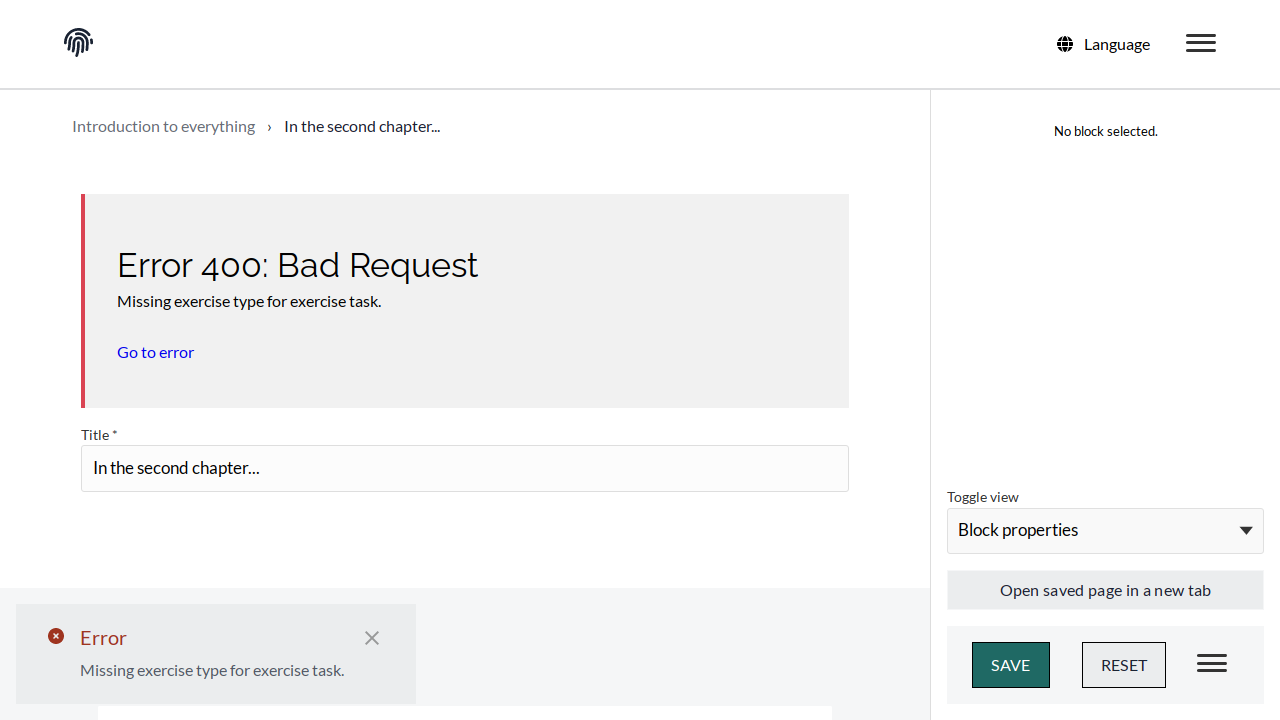 Language
Introduction to everything › In the second chapter...
No block selected.
Error 400: Bad Request
Missing exercise type for exercise task.
Go to error
Title *
In the second chapter...
Toggle view
Block properties
Open saved page in a new tab
Error
Missing exercise type for exercise task.
SAVE
RESET